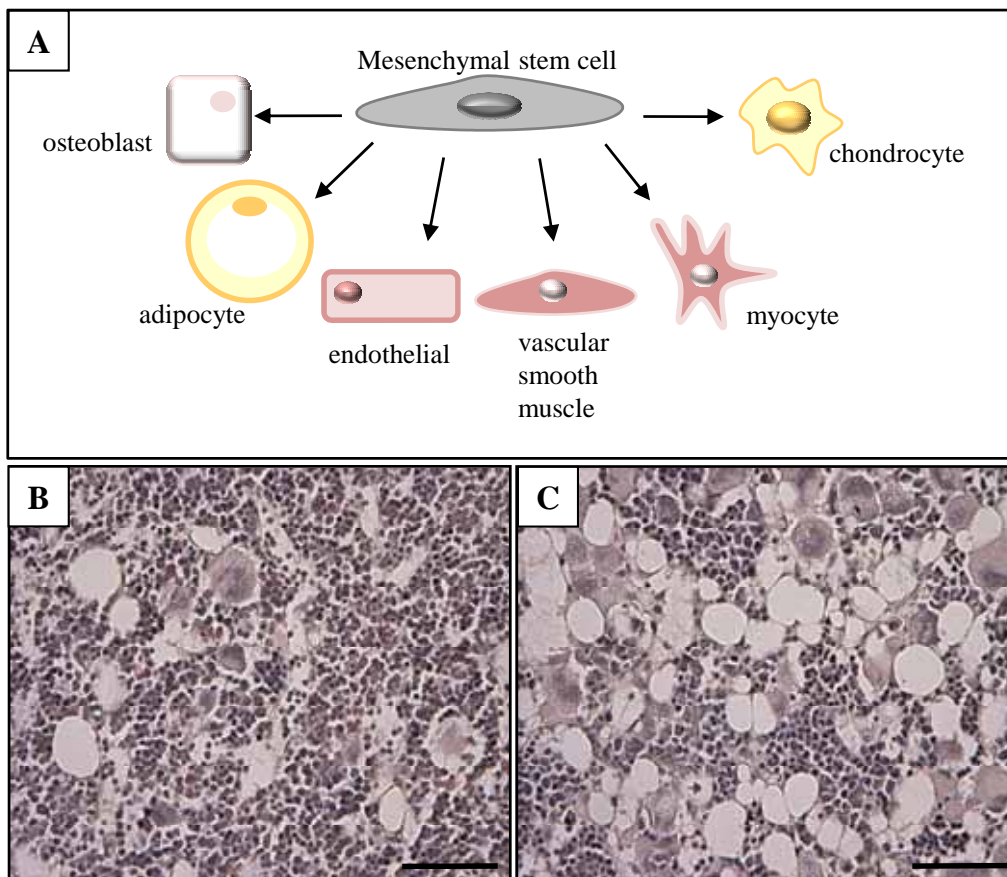 A
Mesenchymal stem cell
osteoblast
chondrocyte
adipocyte
endothelial
vascular
smooth
muscle
myocyte
B
C